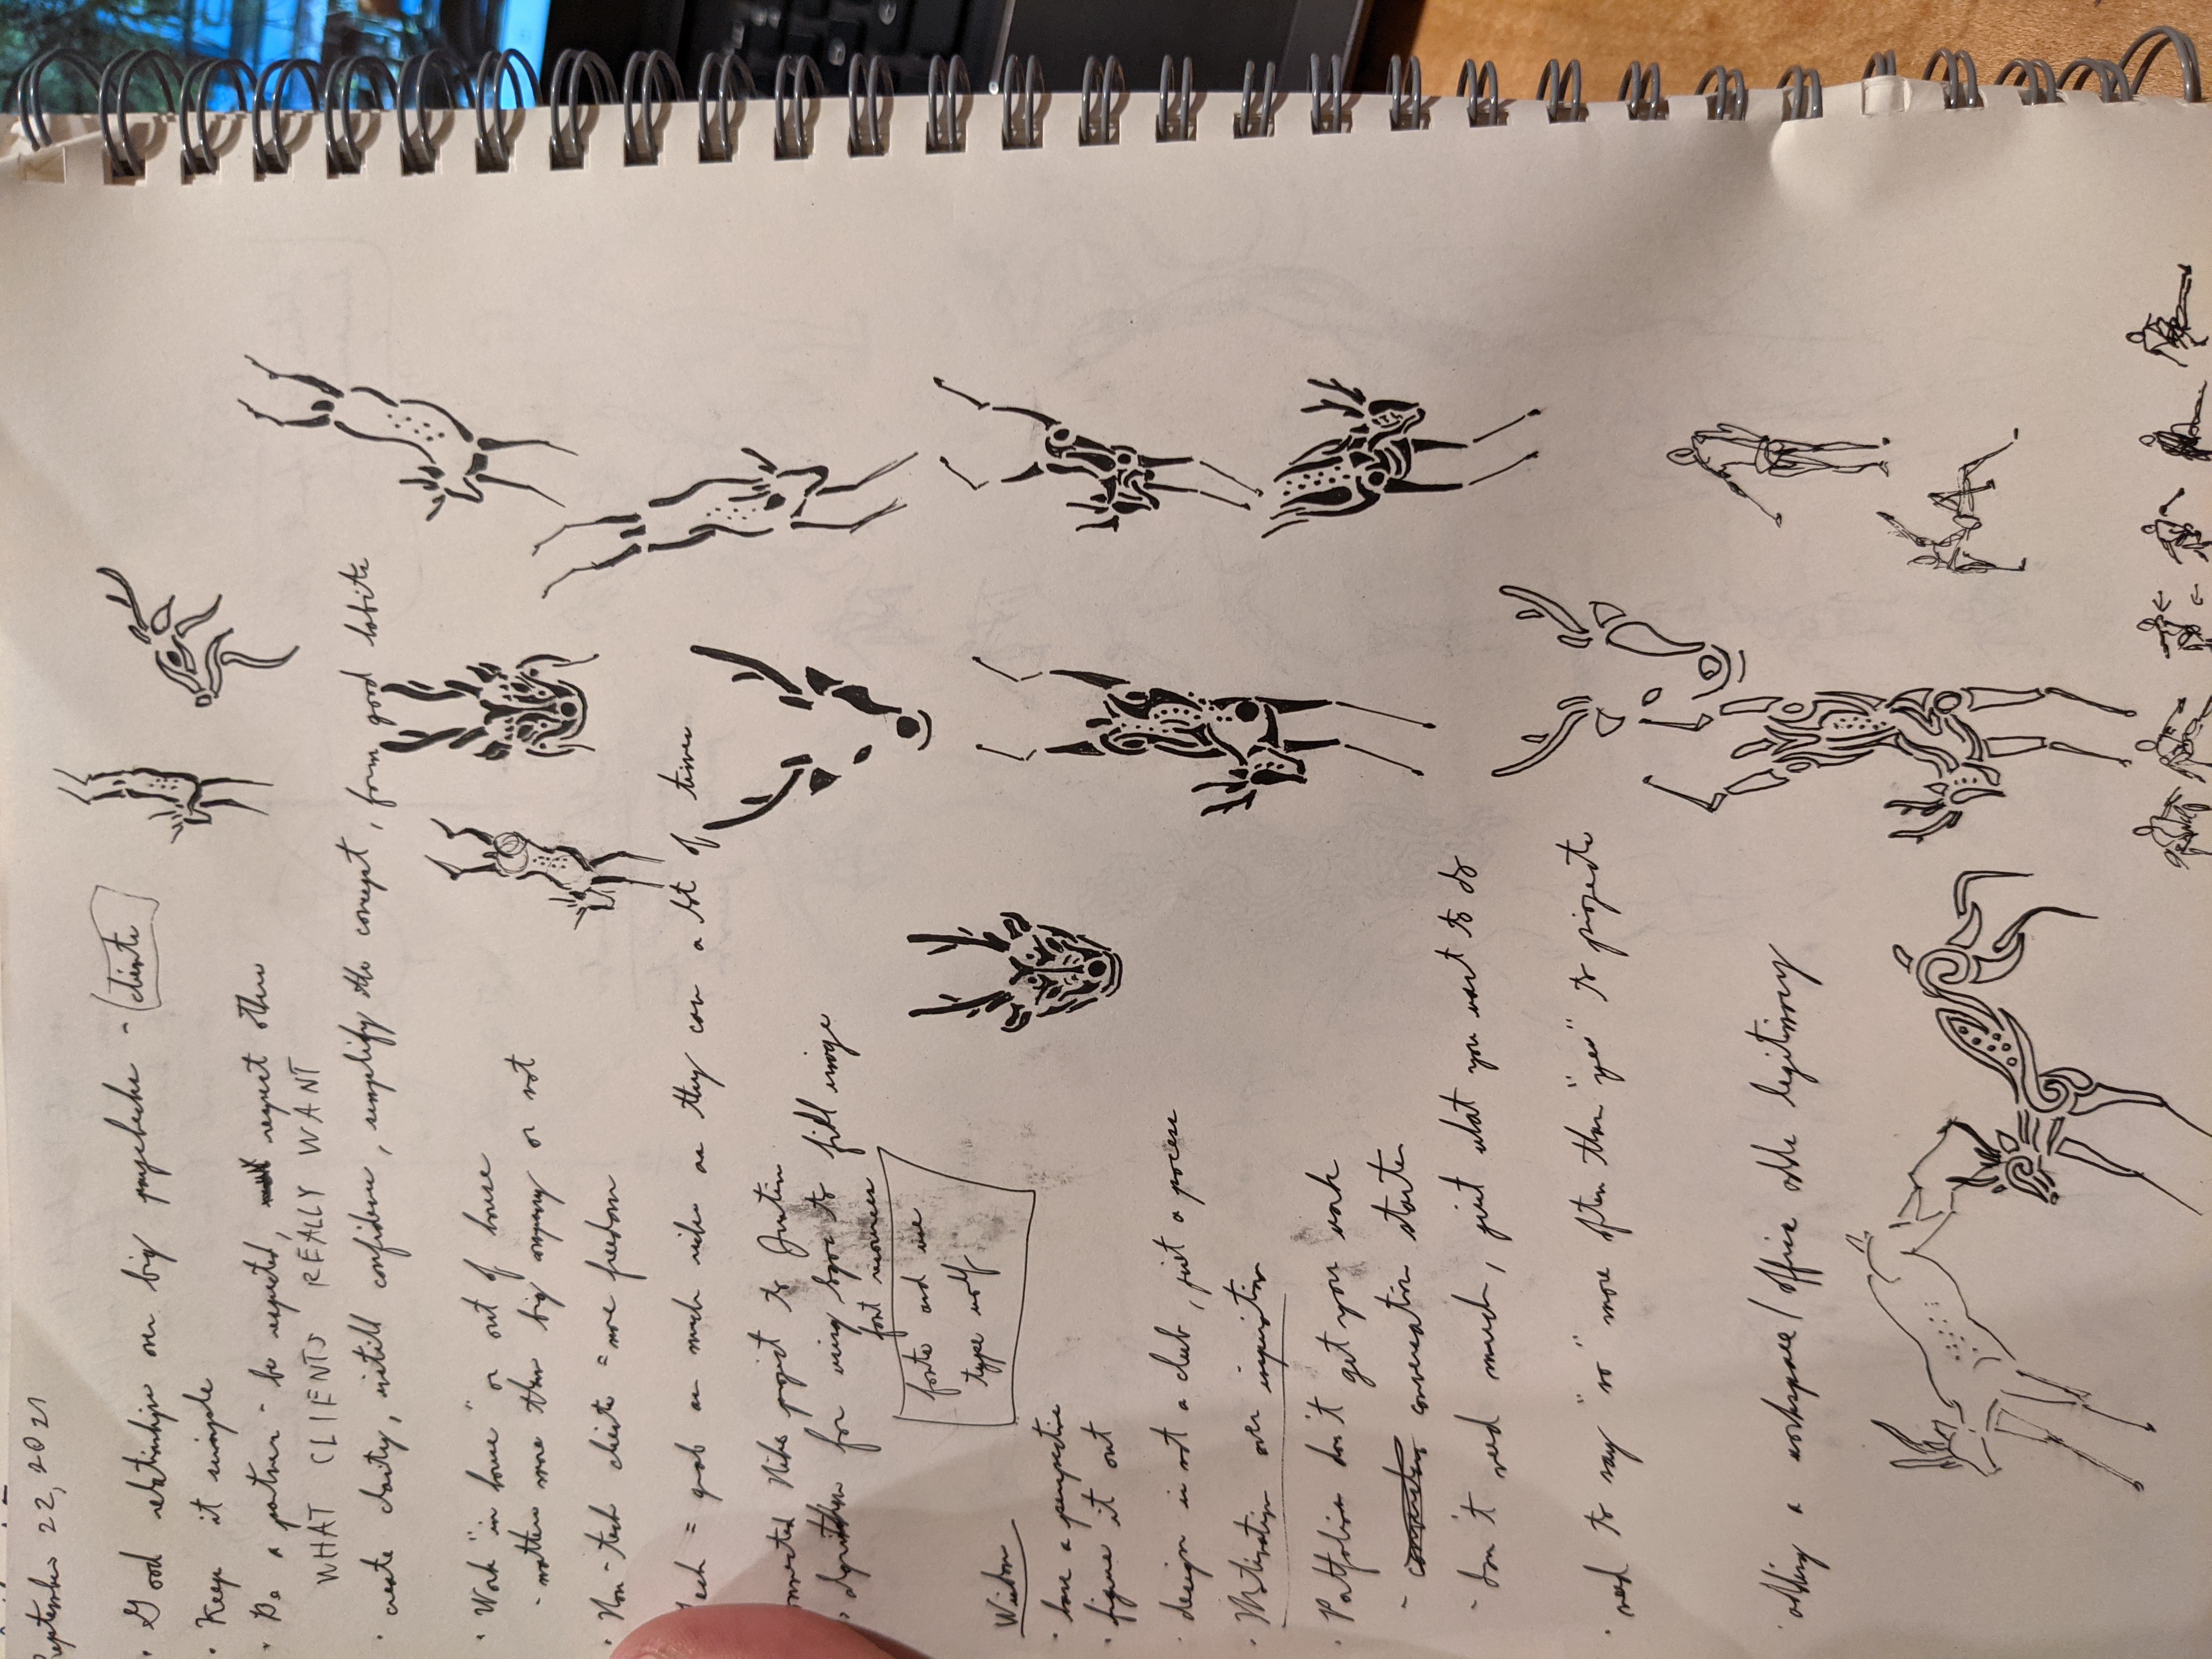 September 22, 2021
· Good relationships over big paychecks - clients
· Keep it simple
· Be a partner - be respected, respect others
WHAT CLIENTS REALLY WANT
· create clarity, instill confidence, simplify the concept, form good habits
· Work "in house" or out of house
- matters more than big company or not
· Non-tech clients = more freedom
Tech = grab as much as they can a lot of times
connected Nike project to Justin
· algorithm for using to fill image
font resources
fonts and use
type wolf
Wisdom
· have a perspective
· figure it out
· design is not a club, just a process
· Motivation over inspiration
· Portfolios don't get you work
- conversation starter
- don't need much, just what you want to do
· need to say "no" more often than "yes" to projects
· adding a workspace/office adds legitimacy